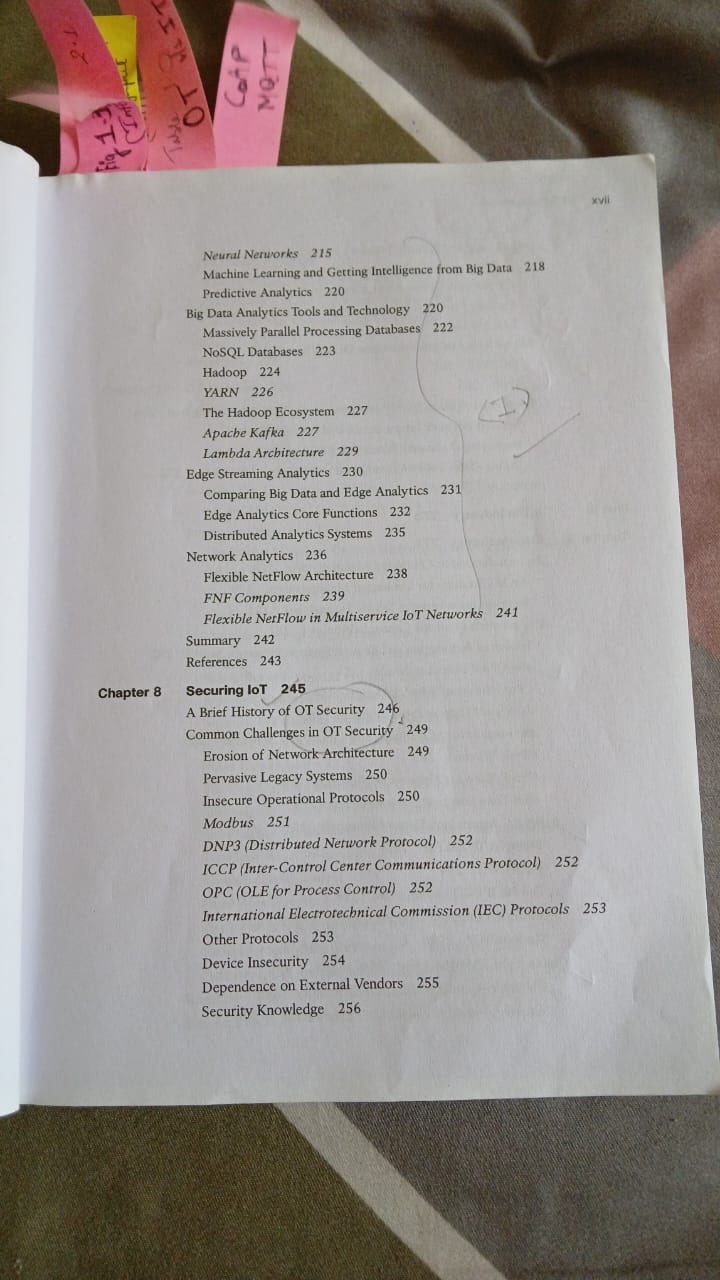 CoAP
MQTT
OT
Fig 1.3
xvii
Neural Networks 215
Machine Learning and Getting Intelligence from Big Data 218
Predictive Analytics 220
Big Data Analytics Tools and Technology 220
Massively Parallel Processing Databases 222
NoSQL Databases 223
Hadoop 224
YARN 226
The Hadoop Ecosystem 227
Apache Kafka 227
Lambda Architecture 229
Edge Streaming Analytics 230
Comparing Big Data and Edge Analytics 231
Edge Analytics Core Functions 232
Distributed Analytics Systems 235
Network Analytics 236
Flexible NetFlow Architecture 238
FNF Components 239
Flexible NetFlow in Multiservice IoT Networks 241
Summary 242
References 243
(1)
Chapter 8 Securing IoT 245
A Brief History of OT Security 246
Common Challenges in OT Security 249
Erosion of Network Architecture 249
Pervasive Legacy Systems 250
Insecure Operational Protocols 250
Modbus 251
DNP3 (Distributed Network Protocol) 252
ICCP (Inter-Control Center Communications Protocol) 252
OPC (OLE for Process Control) 252
International Electrotechnical Commission (IEC) Protocols 253
Other Protocols 253
Device Insecurity 254
Dependence on External Vendors 255
Security Knowledge 256